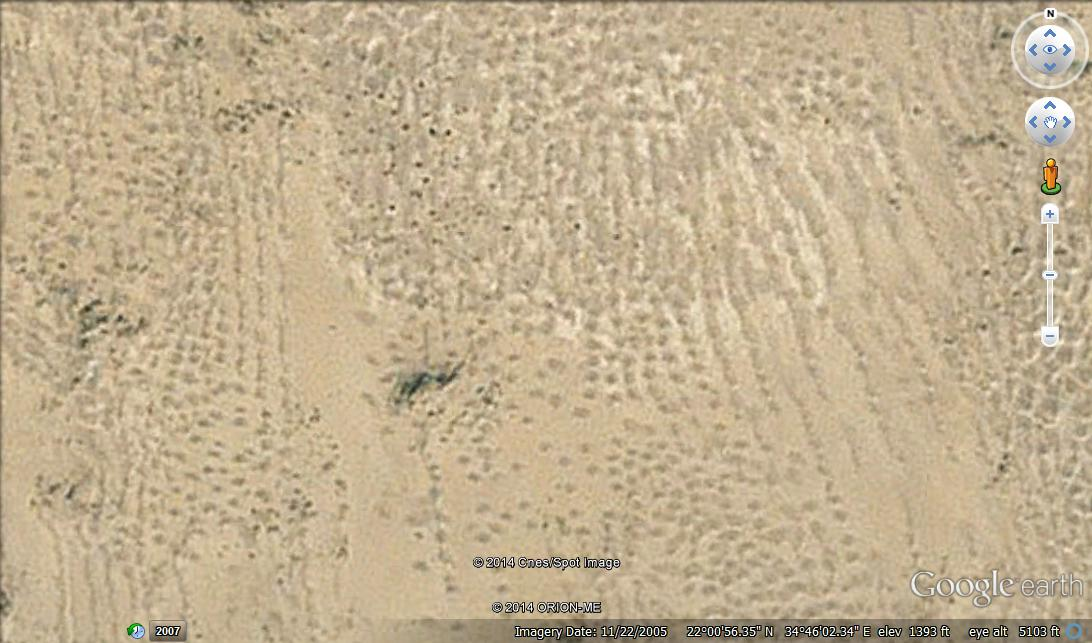 N
© 2014 Cnes/Spot Image
Google earth
© 2014 ORION-ME
2007
Imagery Date: 11/22/2005 22°00'56.35" N 34°46'02.34" E elev 1393 ft eye alt 5103 ft